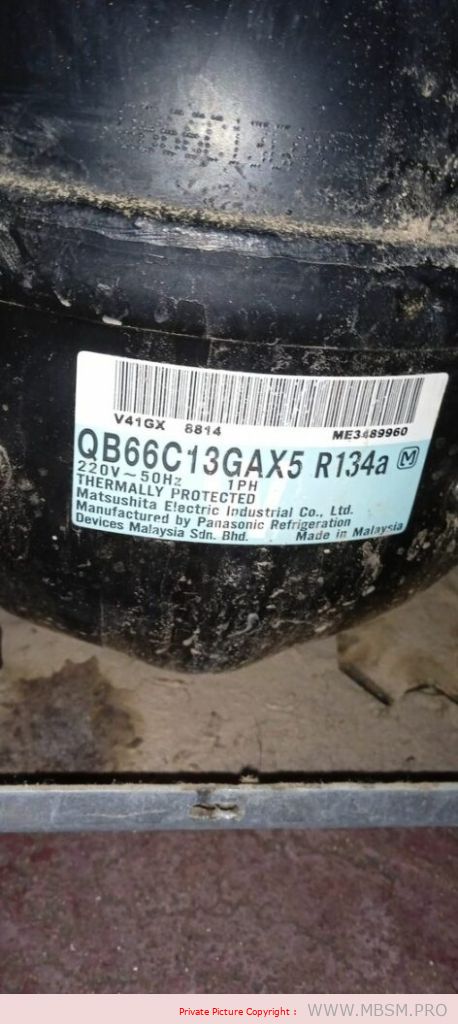 V41GX 8814 ME3489960
QB66C13GAX5 R134a M
220V~50Hz 1PH
THERMALLY PROTECTED
Matsushita Electric Industrial Co., Ltd.
Manufactured by Panasonic Refrigeration
Devices Malaysia Sdn. Bhd. Made in Malaysia
Private Picture Copyright : WWW.MBSM.PRO